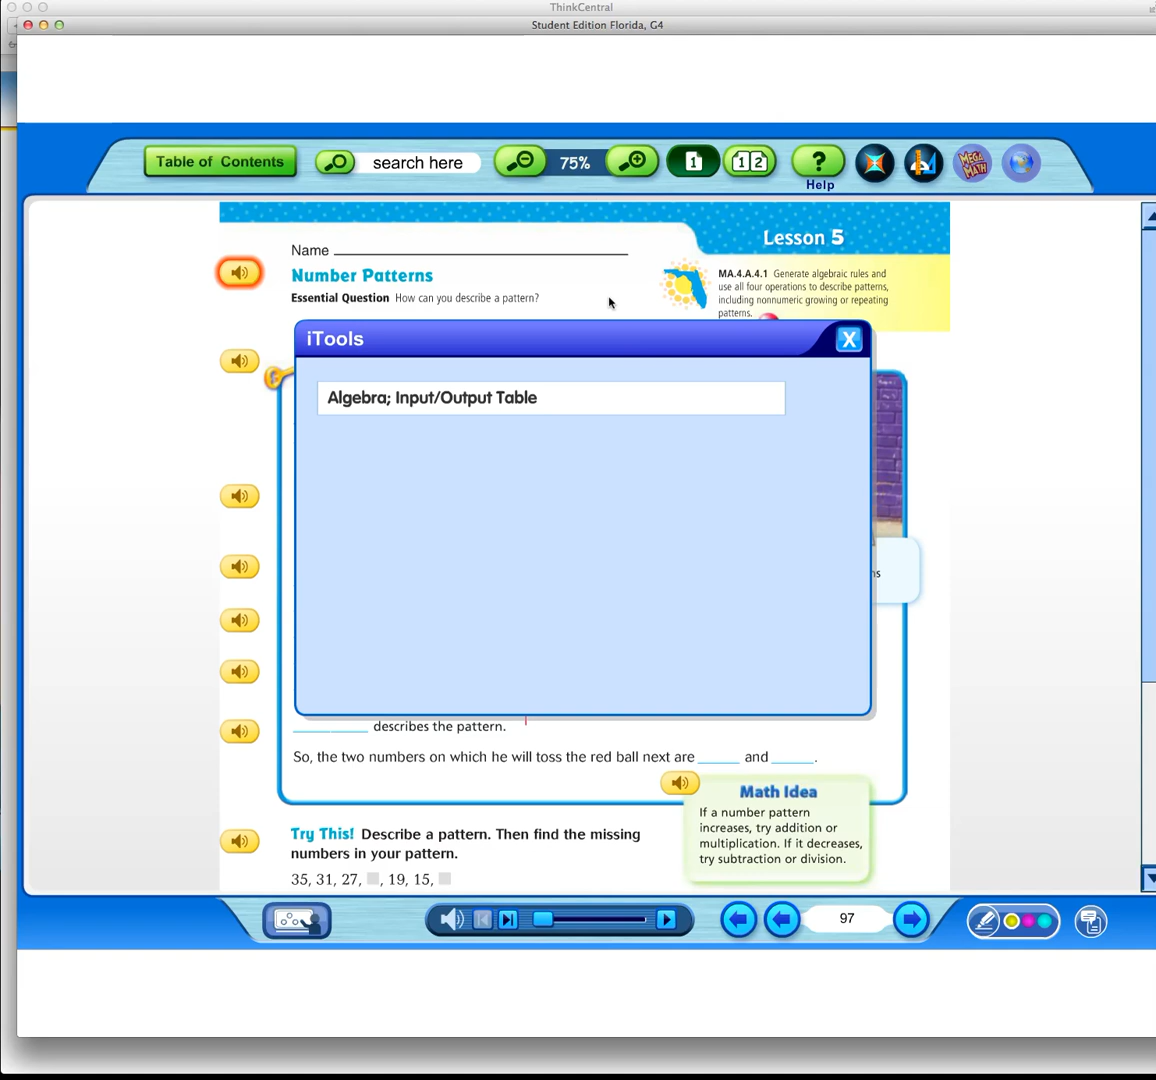 ThinkCentral
Student Edition Florida, G4
Table of Contents
search here
75%
1
1 2
?
Help
MEGA MATH
Lesson 5
Name
Number Patterns
Essential Question How can you describe a pattern?
MA.4.A.4.1 Generate algebraic rules and
use all four operations to describe patterns,
including nonnumeric growing or repeating
patterns.
iTools
X
Algebra; Input/Output Table
ns
describes the pattern.
So, the two numbers on which he will toss the red ball next are and .
Math Idea
If a number pattern
increases, try addition or
multiplication. If it decreases,
try subtraction or division.
Try This! Describe a pattern. Then find the missing
numbers in your pattern.
35, 31, 27, , 19, 15,
97